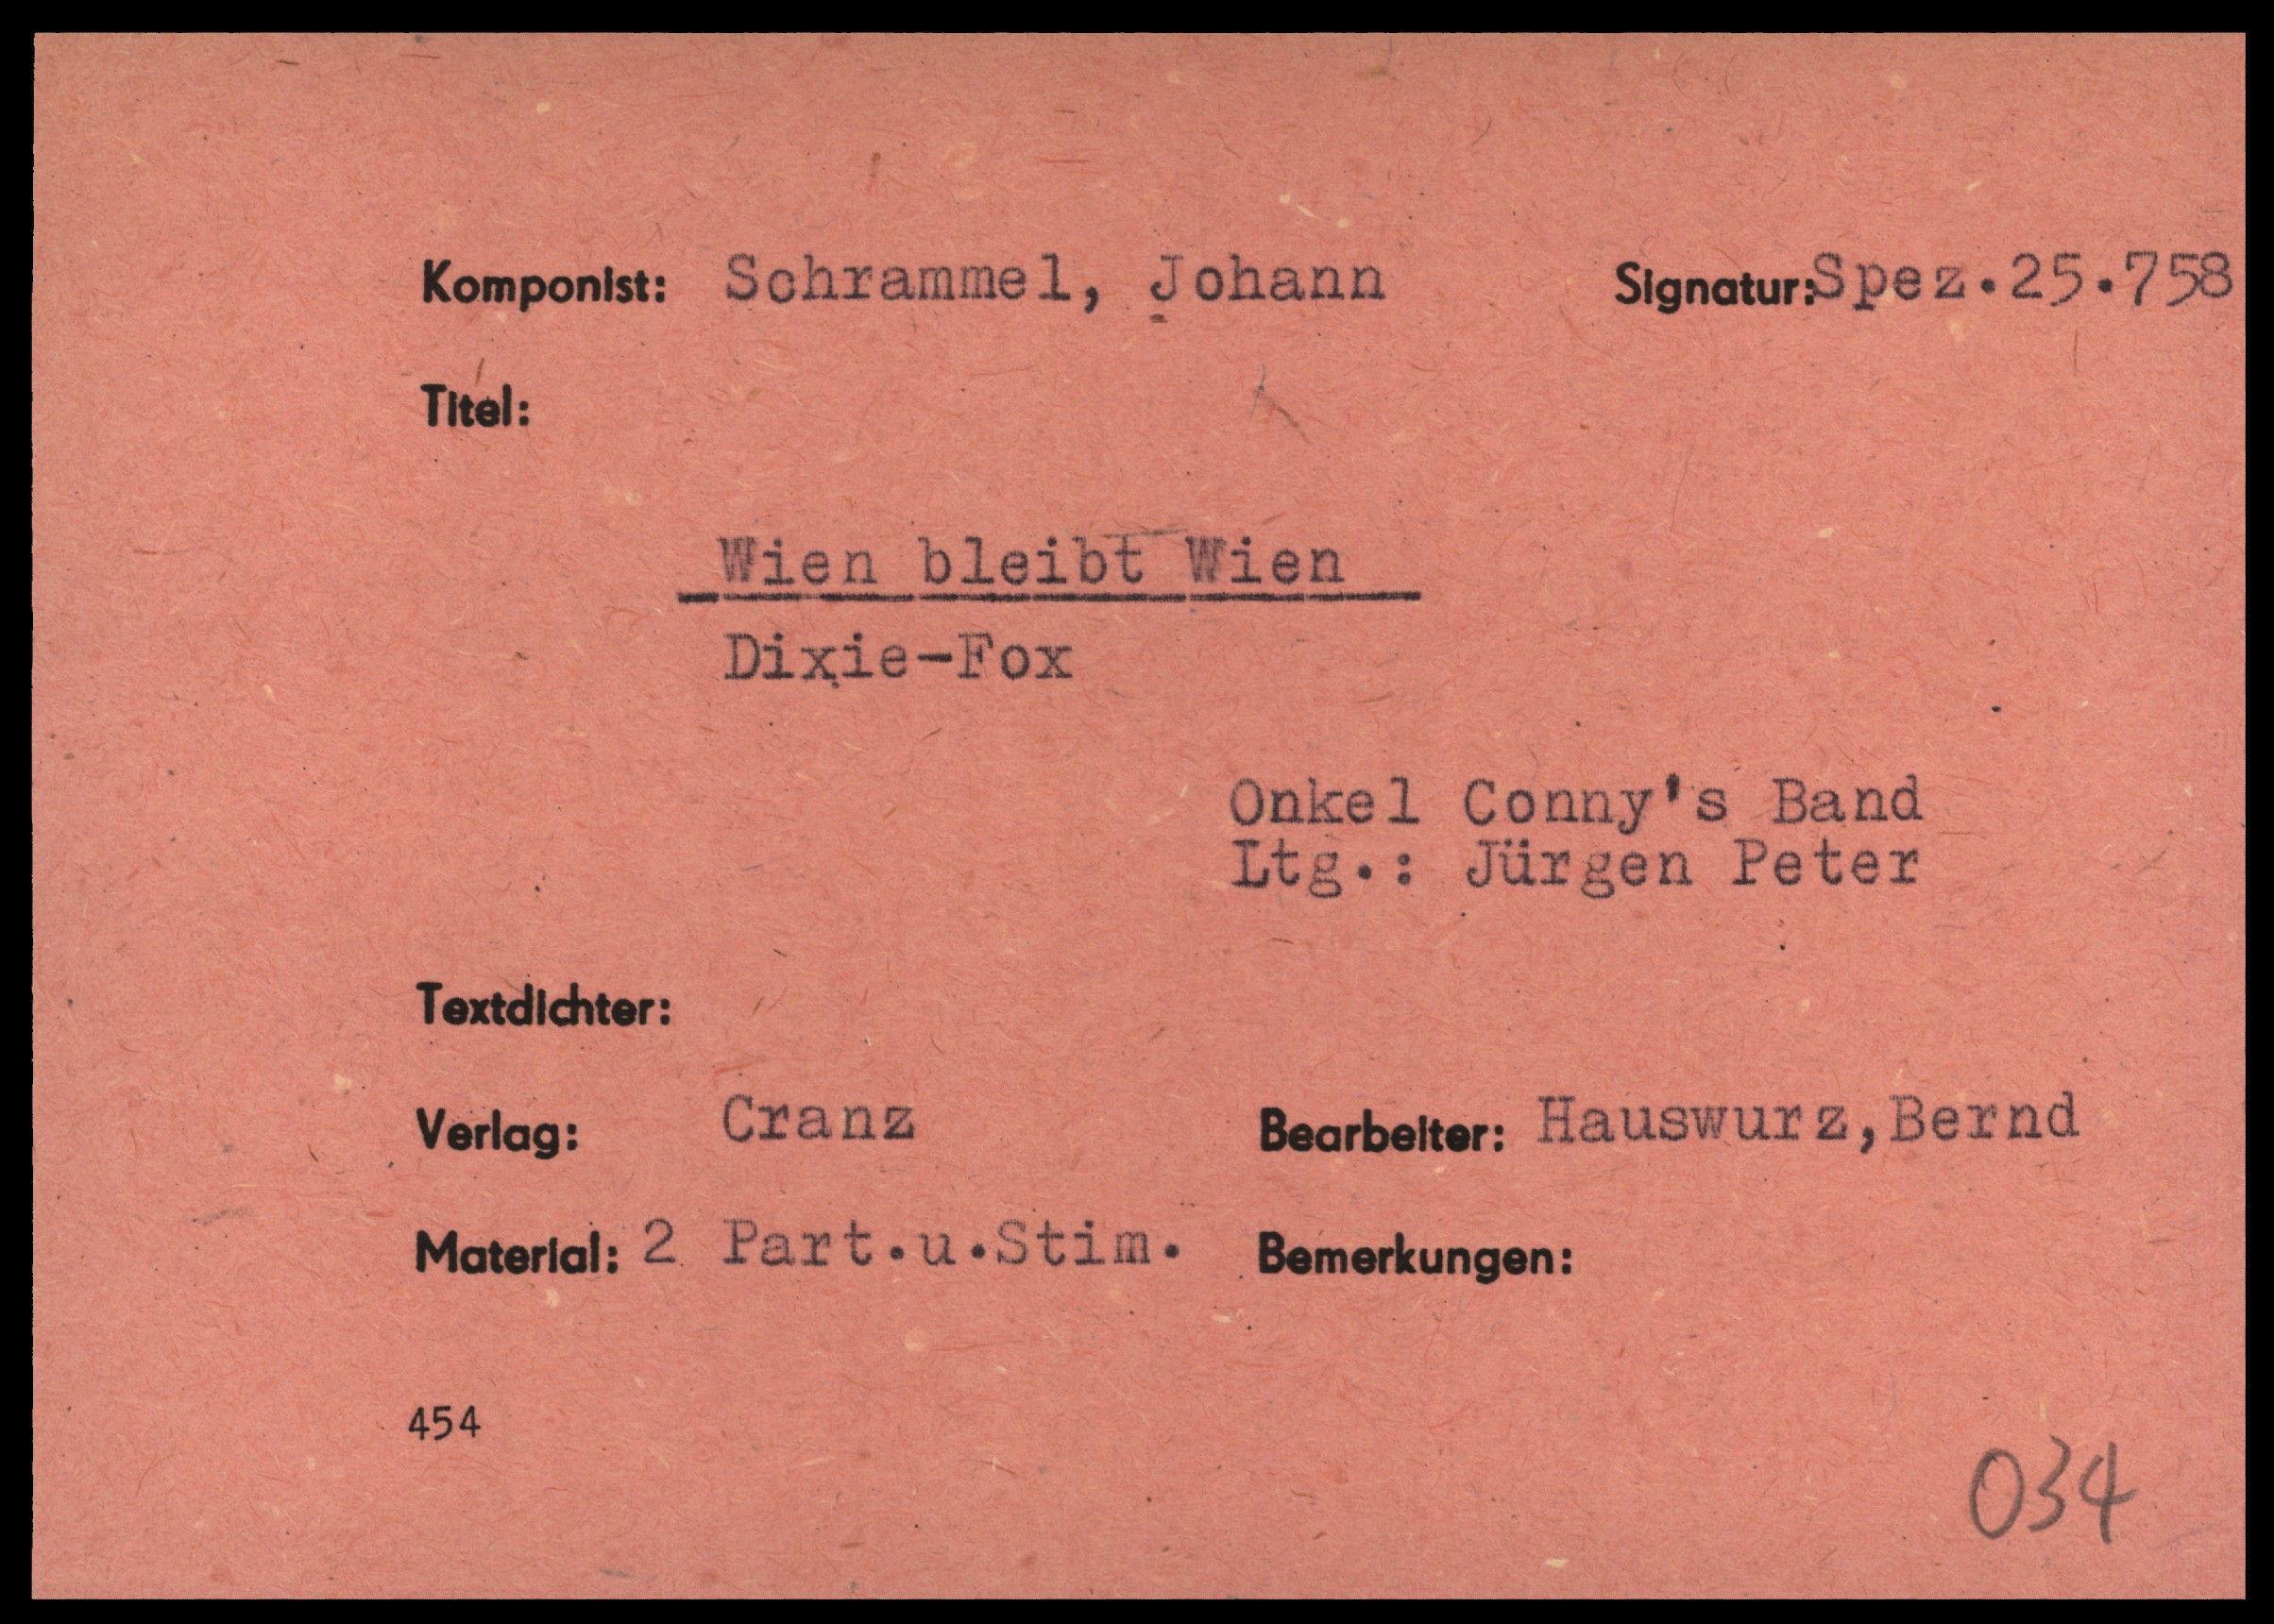 Komponist: Schrammel, Johann Signatur: Spez.25.758
Titel:
Wien bleibt Wien
Dixie-Fox
Onkel Conny's Band
Ltg.: Jürgen Peter
Textdichter:
Verlag: Cranz Bearbeiter: Hauswurz,Bernd
Material: 2 Part.u.Stim. Bemerkungen:
454
034